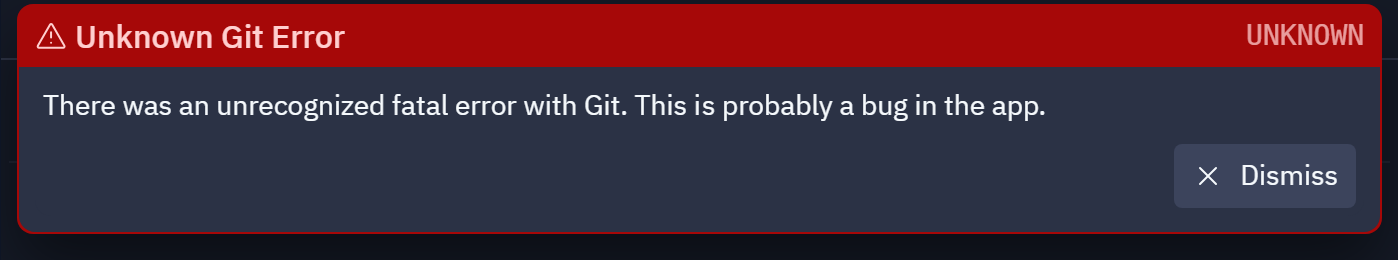 Unknown Git Error
UNKNOWN
There was an unrecognized fatal error with Git. This is probably a bug in the app.
Dismiss